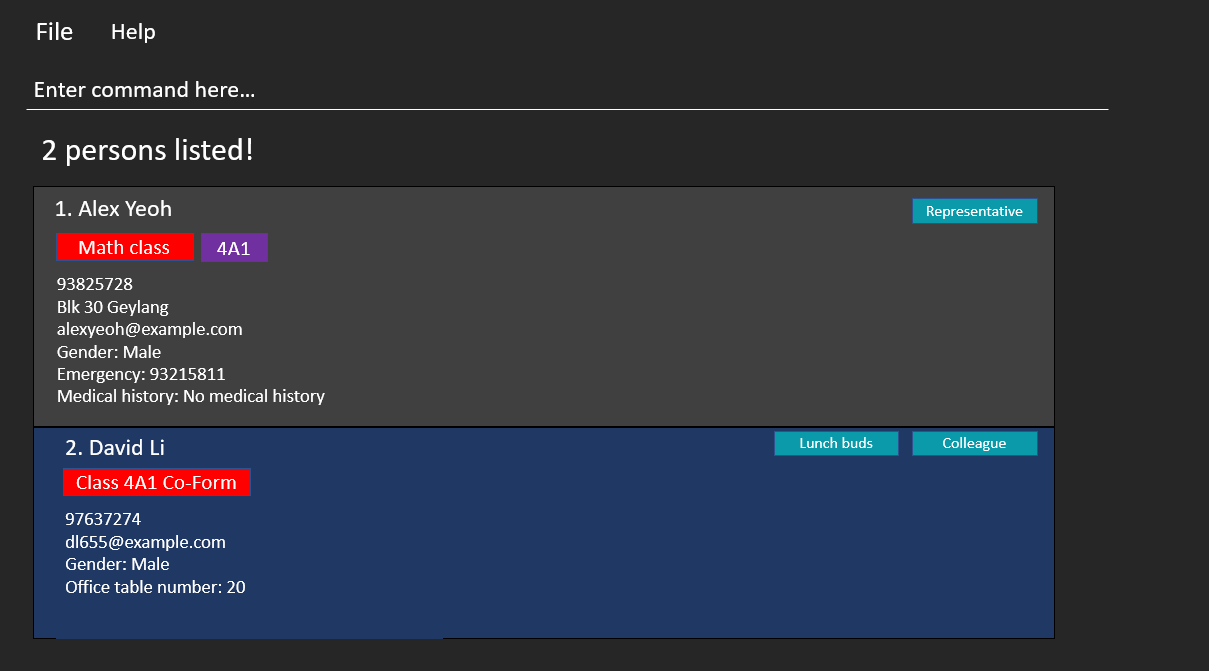 File Help
Enter command here...
2 persons listed!
1. Alex Yeoh Representative
Math class 4A1
93825728
Blk 30 Geylang
alexyeoh@example.com
Gender: Male
Emergency: 93215811
Medical history: No medical history
2. David Li Lunch buds Colleague
Class 4A1 Co-Form
97637274
dl655@example.com
Gender: Male
Office table number: 20